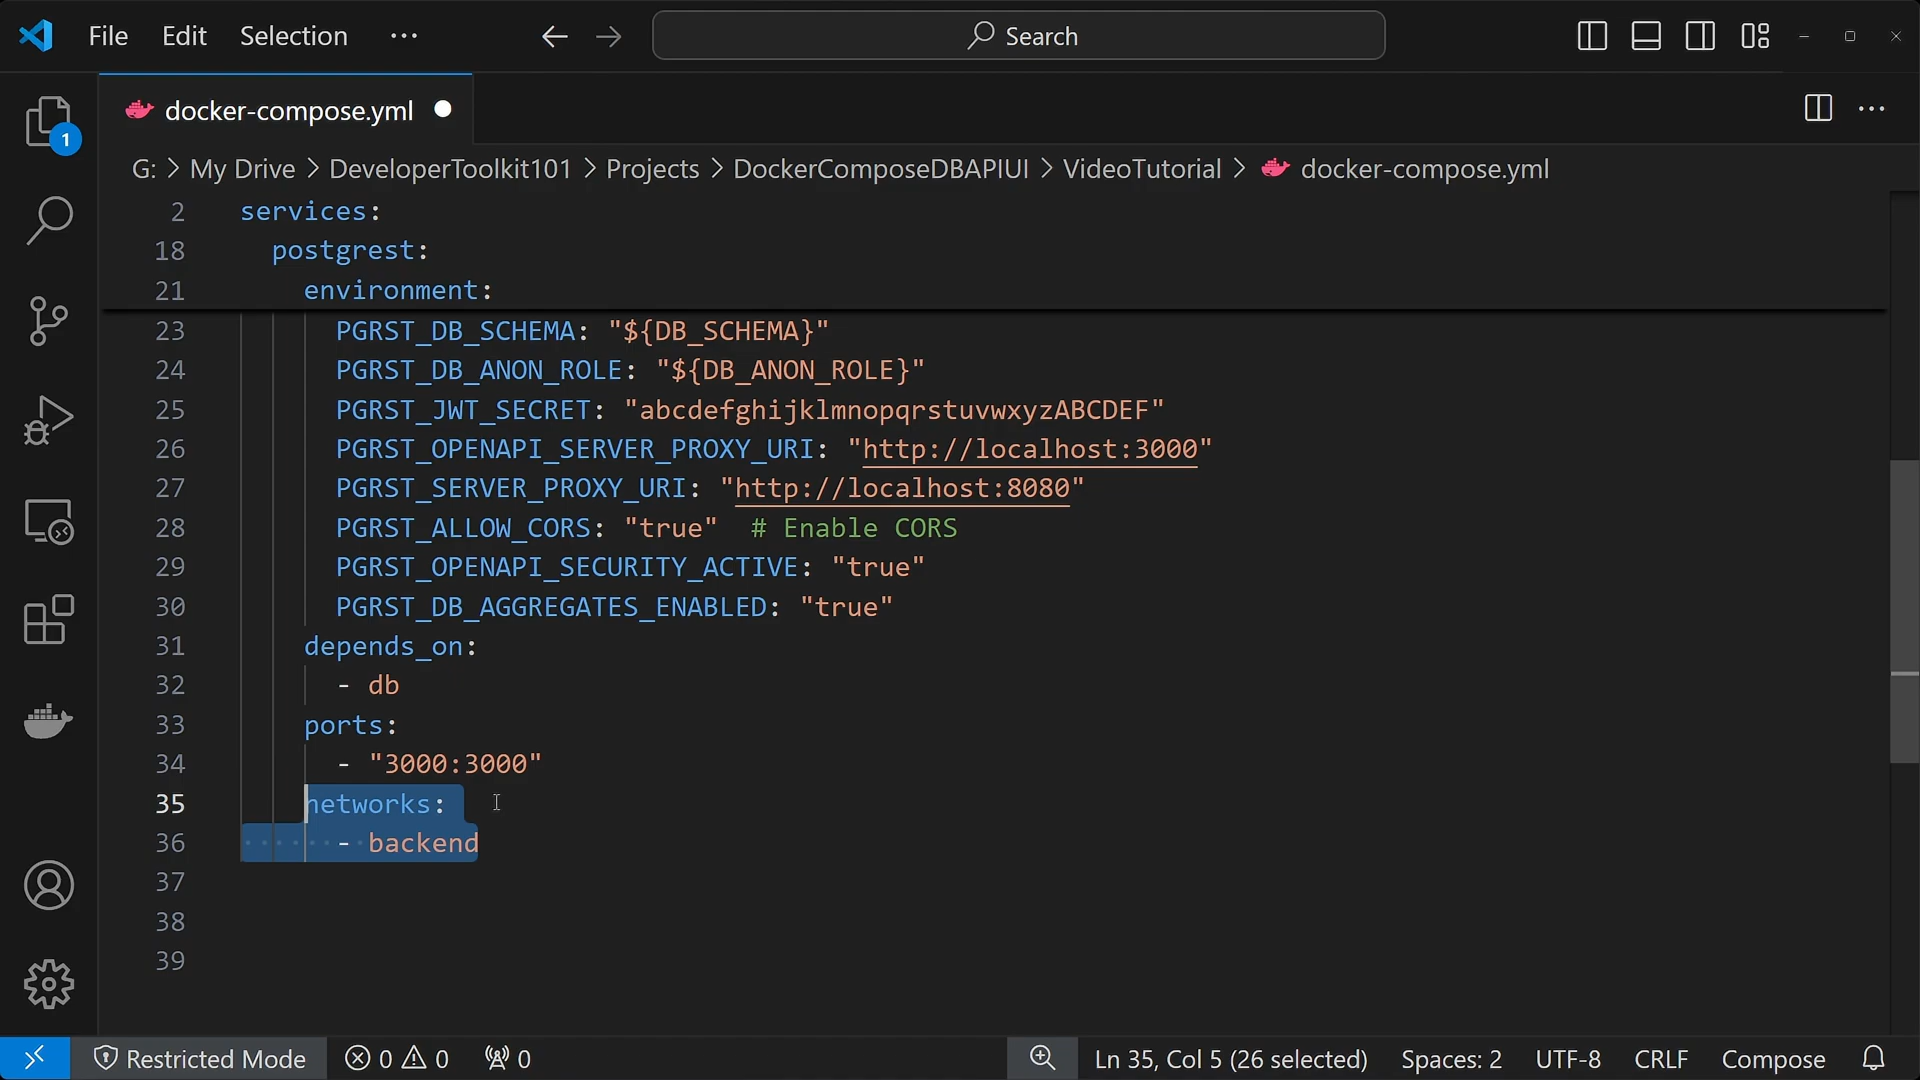 File Edit Selection ··· Search
docker-compose.yml
1
G: > My Drive > DeveloperToolkit101 > Projects > DockerComposeDBAPIUI > VideoTutorial > docker-compose.yml
2 services:
18 postgrest:
21 environment:
23 PGRST_DB_SCHEMA: "${DB_SCHEMA}"
24 PGRST_DB_ANON_ROLE: "${DB_ANON_ROLE}"
25 PGRST_JWT_SECRET: "abcdefghijklmnopqrstuvwxyzABCDEF"
26 PGRST_OPENAPI_SERVER_PROXY_URI: "http://localhost:3000"
27 PGRST_SERVER_PROXY_URI: "http://localhost:8080"
28 PGRST_ALLOW_CORS: "true" # Enable CORS
29 PGRST_OPENAPI_SECURITY_ACTIVE: "true"
30 PGRST_DB_AGGREGATES_ENABLED: "true"
31 depends_on:
32 - db
33 ports:
34 - "3000:3000"
35 networks:
36 - backend
37
38
39
Restricted Mode 0 0 0 Ln 35, Col 5 (26 selected) Spaces: 2 UTF-8 CRLF Compose